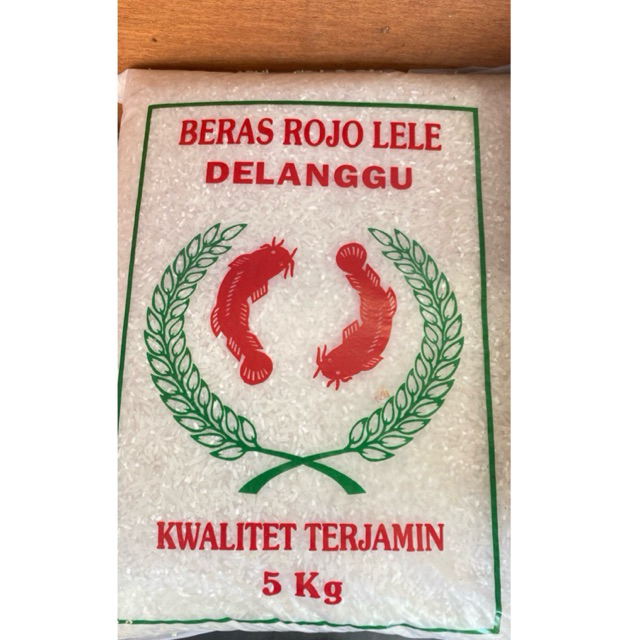 BERAS ROJO LELE
DELANGGU
KWALITET TERJAMIN
5 Kg